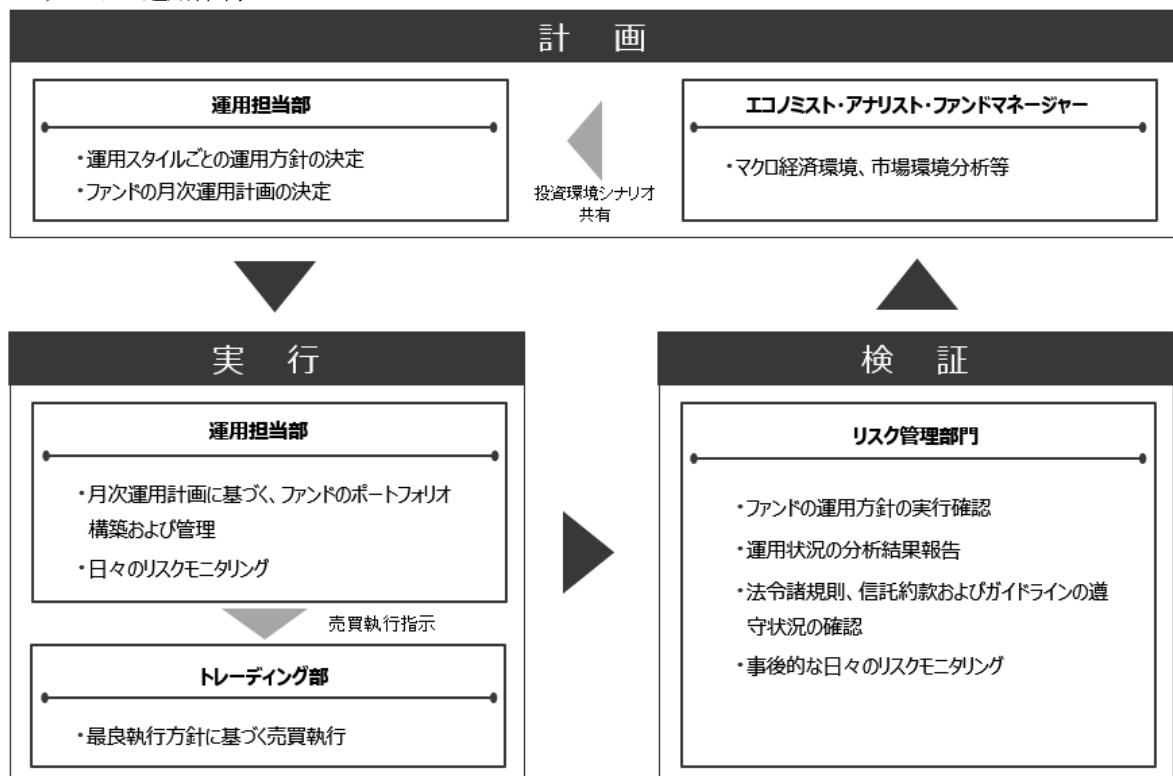 計　画
運用担当部
・運用スタイルごとの運用方針の決定
・ファンドの月次運用計画の決定
投資環境シナリオ
共有
エコノミスト・アナリスト・ファンドマネージャー
・マクロ経済環境、市場環境分析等
実　行
運用担当部
・月次運用計画に基づく、ファンドのポートフォリオ
構築および管理
・日々のリスクモニタリング
売買執行指示
トレーディング部
・最良執行方針に基づく売買執行
検　証
リスク管理部門
・ファンドの運用方針の実行確認
・運用状況の分析結果報告
・法令諸規則、信託約款およびガイドラインの遵
守状況の確認
・事後的な日々のリスクモニタリング